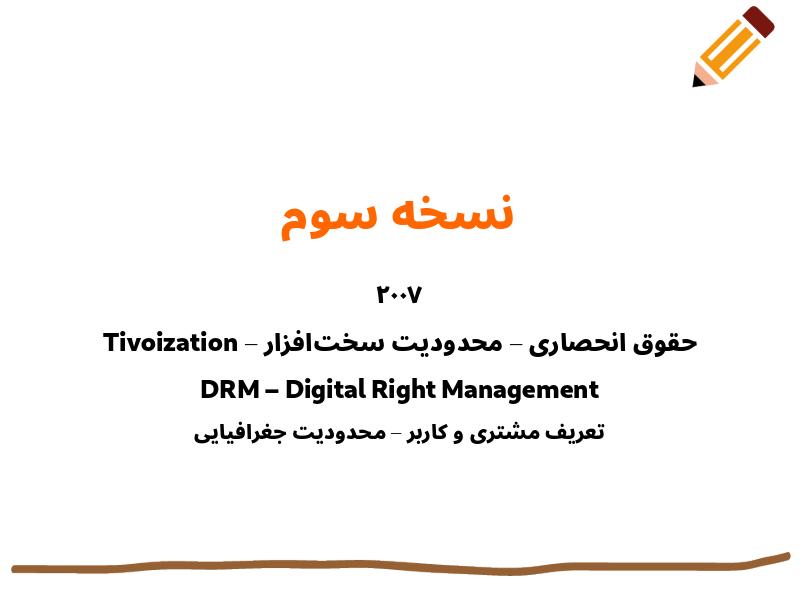 نسخه سوم
۲۰۰۷
حقوق انحصاری – محدودیت سخت‌افزار – Tivoization
DRM – Digital Right Management
تعریف مشتری و کاربر – محدودیت جغرافیایی